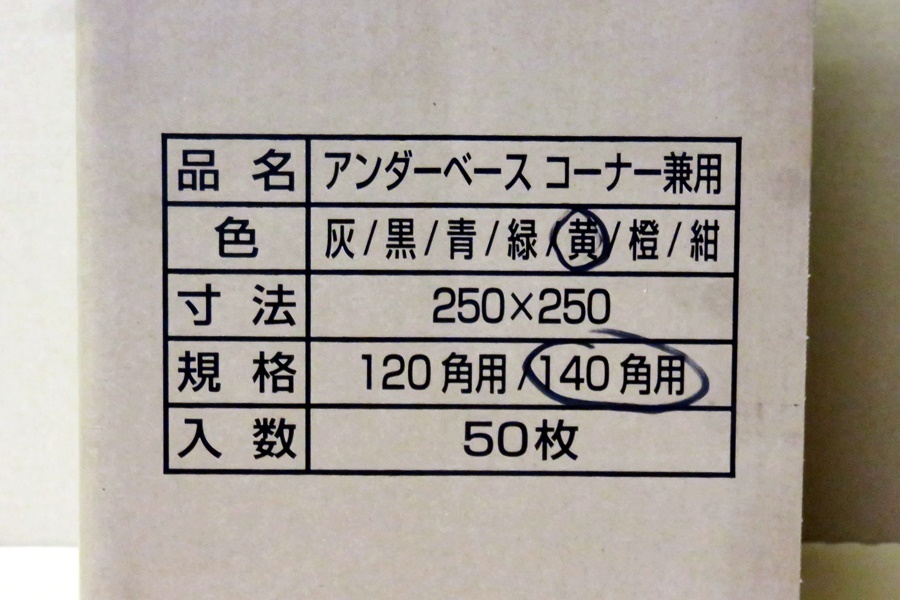 品名 アンダーベース コーナー兼用
色 灰/黒/青/緑/黄/橙/紺
寸法 250×250
規格 120角用/140角用
入数 50枚